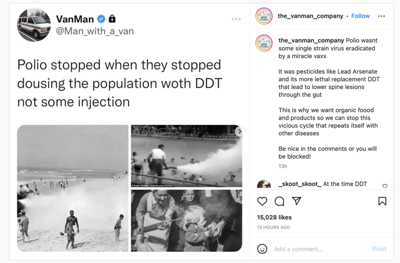 VanMan
@Man_with_a_van
Polio stopped when they stopped
dousing the population woth DDT
not some injection
the_vanman_company • Follow
the_vanman_company Polio wasnt
some single strain virus eradicated
by a miracle vaxx
It was pesticides like Lead Arsenate
and its more lethal replacement DDT
that lead to lower spine lesions
through the gut
This is why we want organic foood
and products so we can stop this
vicious cycle that repeats itself with
other diseases
Be nice in the comments or you will
be blocked!
13h
_skoot_skoot_ At the time DDT
15,028 likes
15 HOURS AGO
Add a comment...
Post